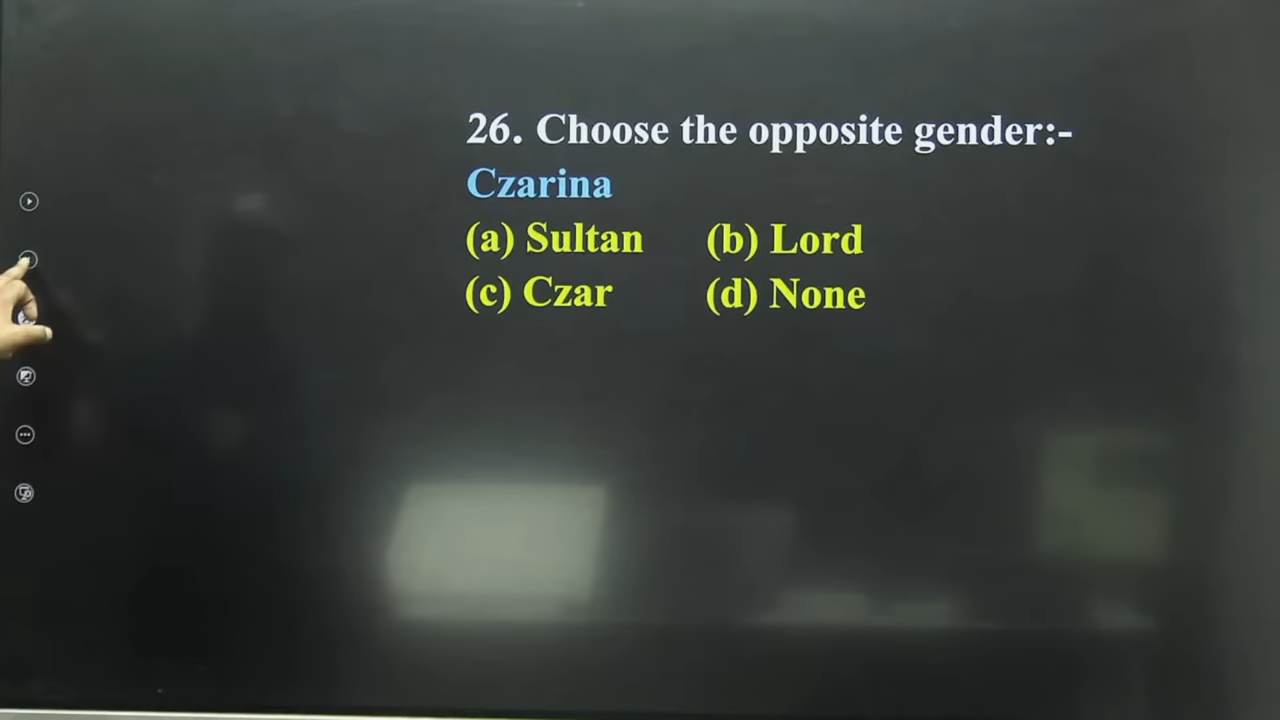 26. Choose the opposite gender:-
Czarina
(a) Sultan (b) Lord
(c) Czar (d) None